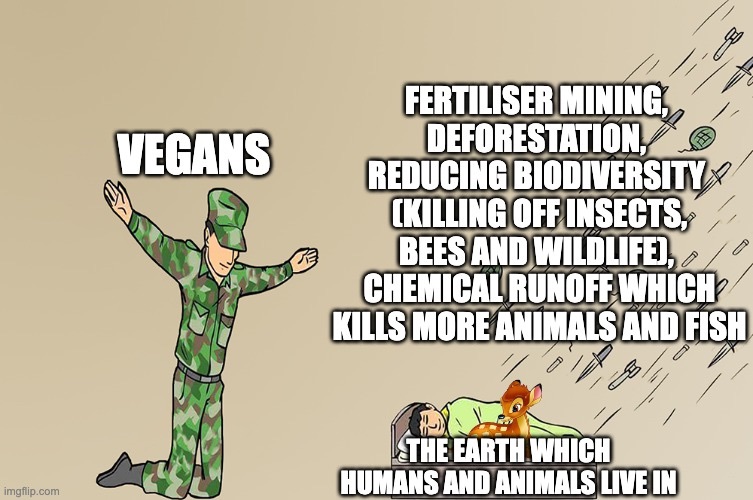 VEGANS
FERTILISER MINING,
DEFORESTATION,
REDUCING BIODIVERSITY
(KILLING OFF INSECTS,
BEES AND WILDLIFE),
CHEMICAL RUNOFF WHICH
KILLS MORE ANIMALS AND FISH
THE EARTH WHICH
HUMANS AND ANIMALS LIVE IN
imgflip.com